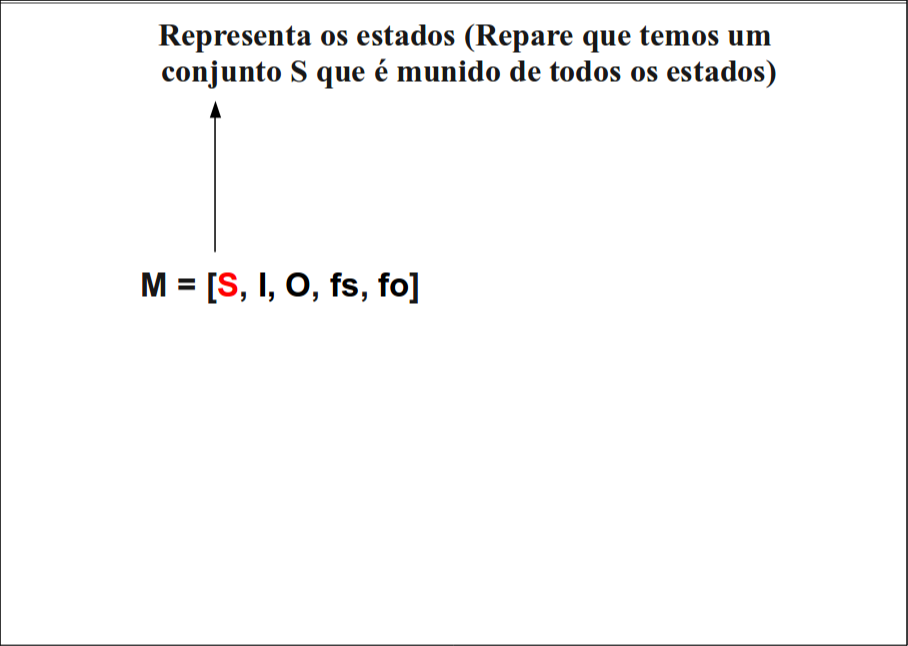 Representa os estados (Repare que temos um
conjunto S que é munido de todos os estados)
M = [S, I, O, fs, fo]